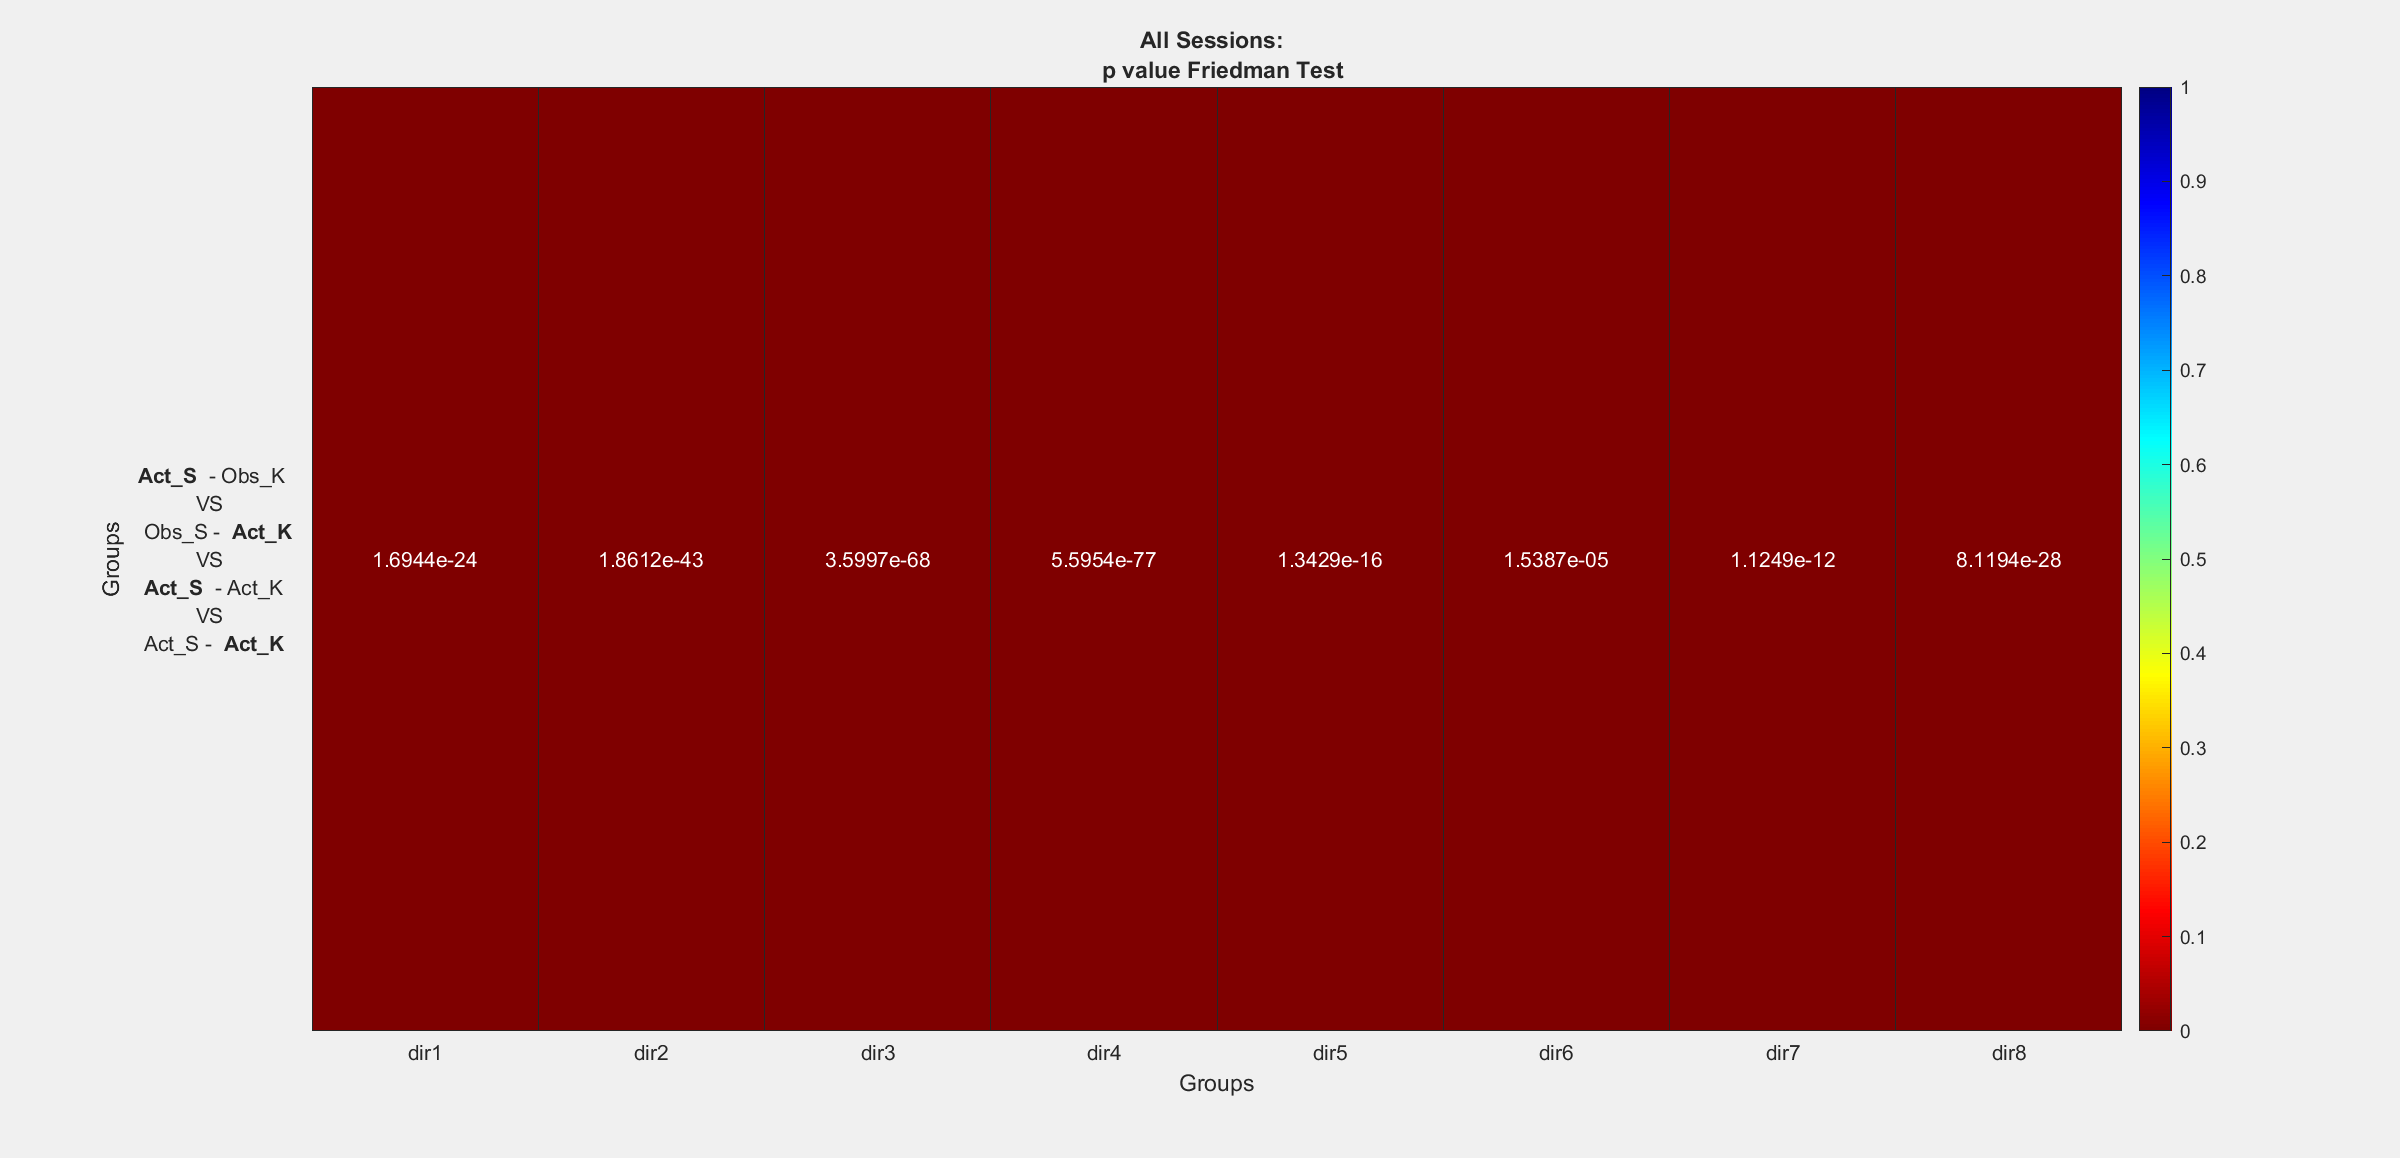 All Sessions:
p value Friedman Test
Groups
Act_S - Obs_K
VS
Obs_S - Act_K
VS
Act_S - Act_K
VS
Act_S - Act_K
1.6944e-24 1.8612e-43 3.5997e-68 5.5954e-77 1.3429e-16 1.5387e-05 1.1249e-12 8.1194e-28
dir1 dir2 dir3 dir4 dir5 dir6 dir7 dir8
Groups
1
0.9
0.8
0.7
0.6
0.5
0.4
0.3
0.2
0.1
0